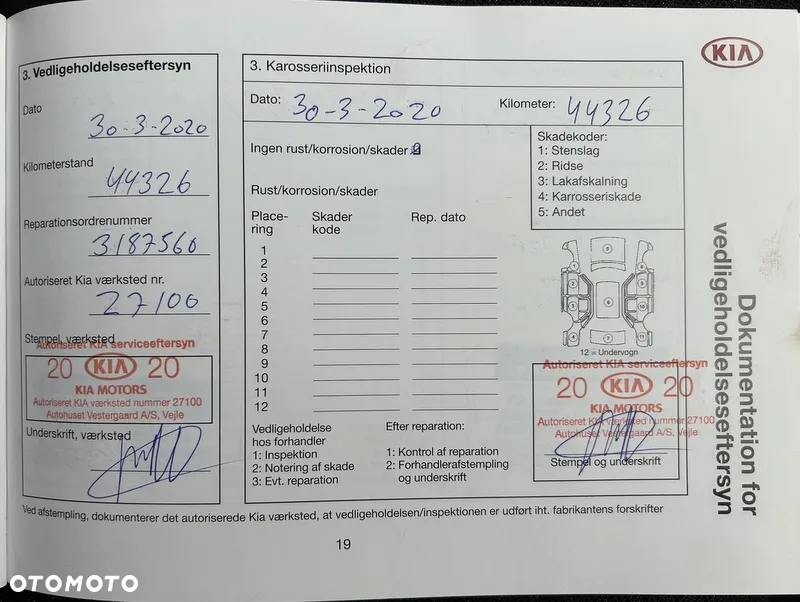 KIA
Dokumentation for
vedligeholdelseseftersyn
3. Vedligeholdelseseftersyn
Dato
30-3-2020
Kilometerstand
44326
Reparationsordrenummer
3187560
Autoriseret Kia værksted nr.
27100
Stempel, værksted
Autoriseret KIA serviceeftersyn
20 KIA 20
KIA MOTORS
Autoriseret KIA værksted nummer 27100
Autohuset Vestergaard A/S, Vejle
Underskrift, værksted
3. Karosseriinspektion
Dato: 30-3-2020 Kilometer: 44326
Ingen rust/korrosion/skader
Skadekoder:
1: Stenslag
2: Ridse
3: Lakafskalning
4: Karrosseriskade
5: Andet
Rust/korrosion/skader
Place-
ring
Skader
kode
Rep. dato
1
2
3
4
5
6
7
8
9
10
11
12
12 = Undervogn
Vedligeholdelse
hos forhandler
1: Inspektion
2: Notering af skade
3: Evt. reparation
Efter reparation:
1: Kontrol af reparation
2: Forhandlerafstempling
og underskrift
Autoriseret KIA serviceeftersyn
20 KIA 20
KIA MOTORS
Autoriseret KIA værksted nummer 27100
Autohuset Vestergaard A/S, Vejle
Stempel og underskrift
Ved afstempling, dokumenterer det autoriserede Kia værksted, at vedligeholdelsen/inspektionen er udført iht. fabrikantens forskrifter
19
OTOMOTO